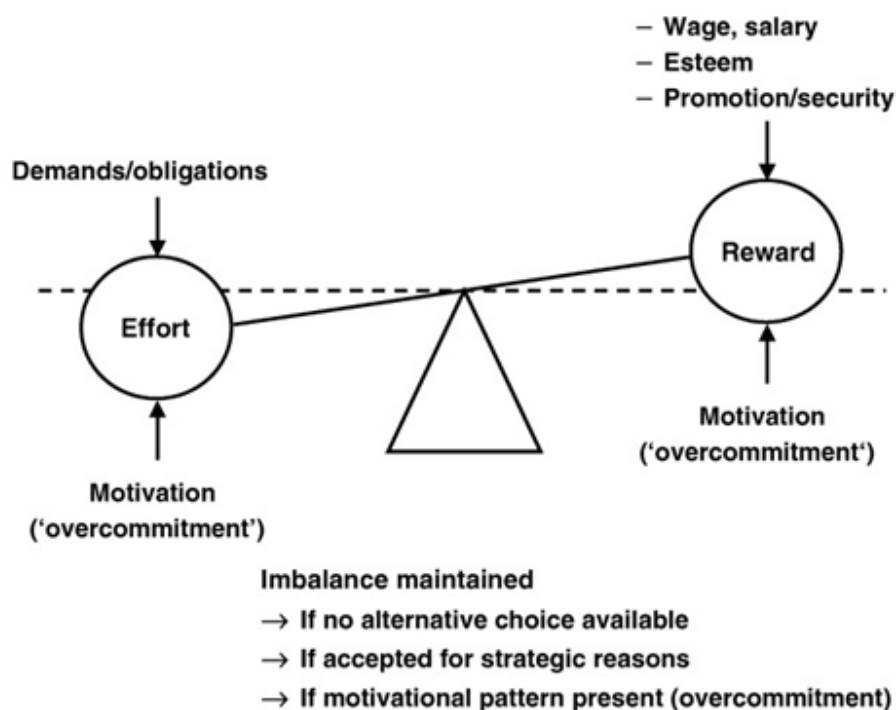 – Wage, salary
– Esteem
– Promotion/security
Demands/obligations
Reward
Effort
Motivation
(‘overcommitment‘)
Motivation
(‘overcommitment’)
Imbalance maintained
→ If no alternative choice available
→ If accepted for strategic reasons
→ If motivational pattern present (overcommitment)